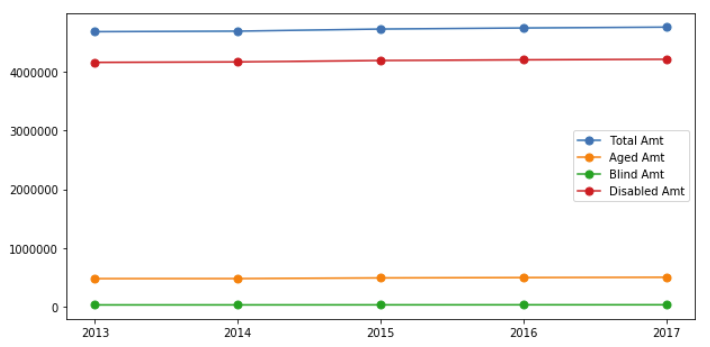 4000000
3000000
2000000
1000000
0
2013 2014 2015 2016 2017
Total Amt
Aged Amt
Blind Amt
Disabled Amt